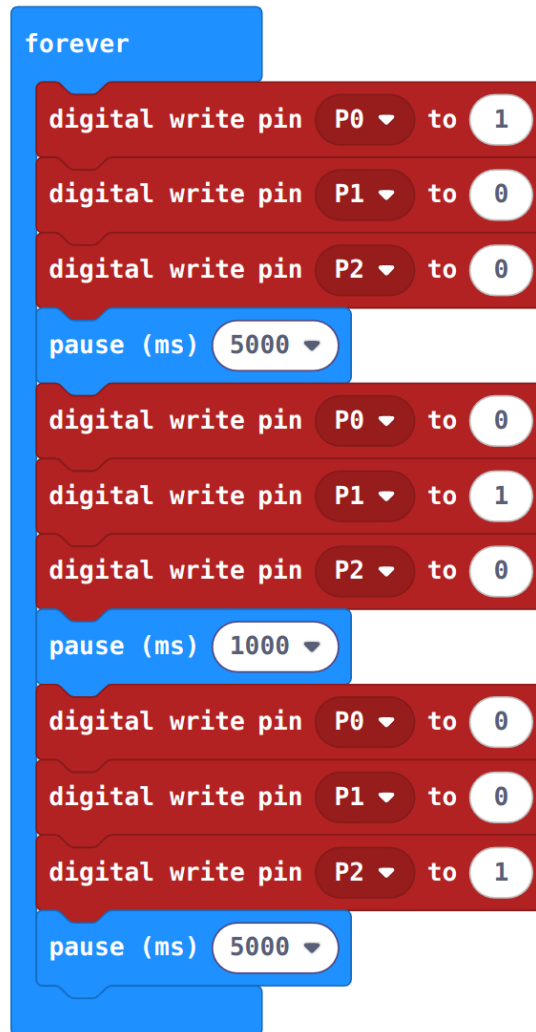 forever
digital write pin P0 to 1
digital write pin P1 to 0
digital write pin P2 to 0
pause (ms) 5000
digital write pin P0 to 0
digital write pin P1 to 1
digital write pin P2 to 0
pause (ms) 1000
digital write pin P0 to 0
digital write pin P1 to 0
digital write pin P2 to 1
pause (ms) 5000